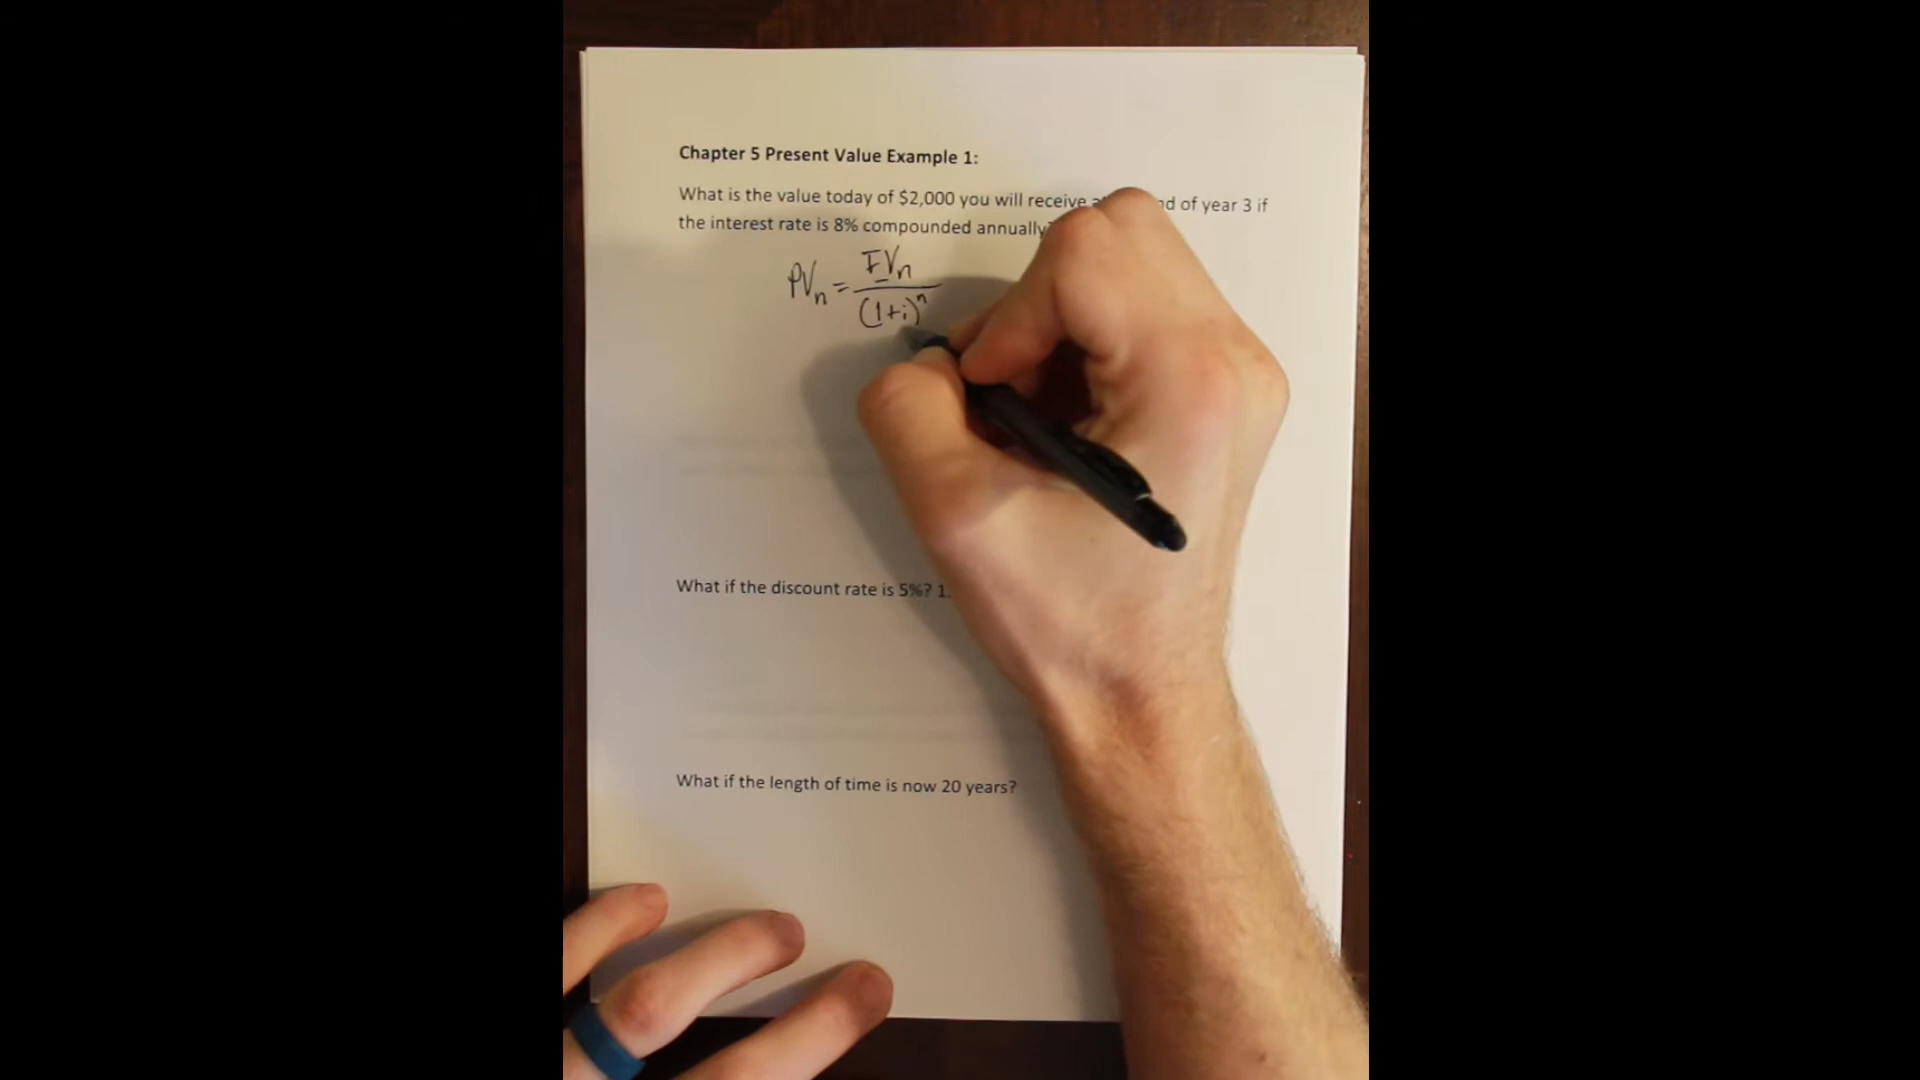 Chapter 5 Present Value Example 1:
What is the value today of $2,000 you will receive nd of year 3 if
the interest rate is 8% compounded annually
PVn = FVn
(1+i)^n
What if the discount rate is 5%? 1.
What if the length of time is now 20 years?